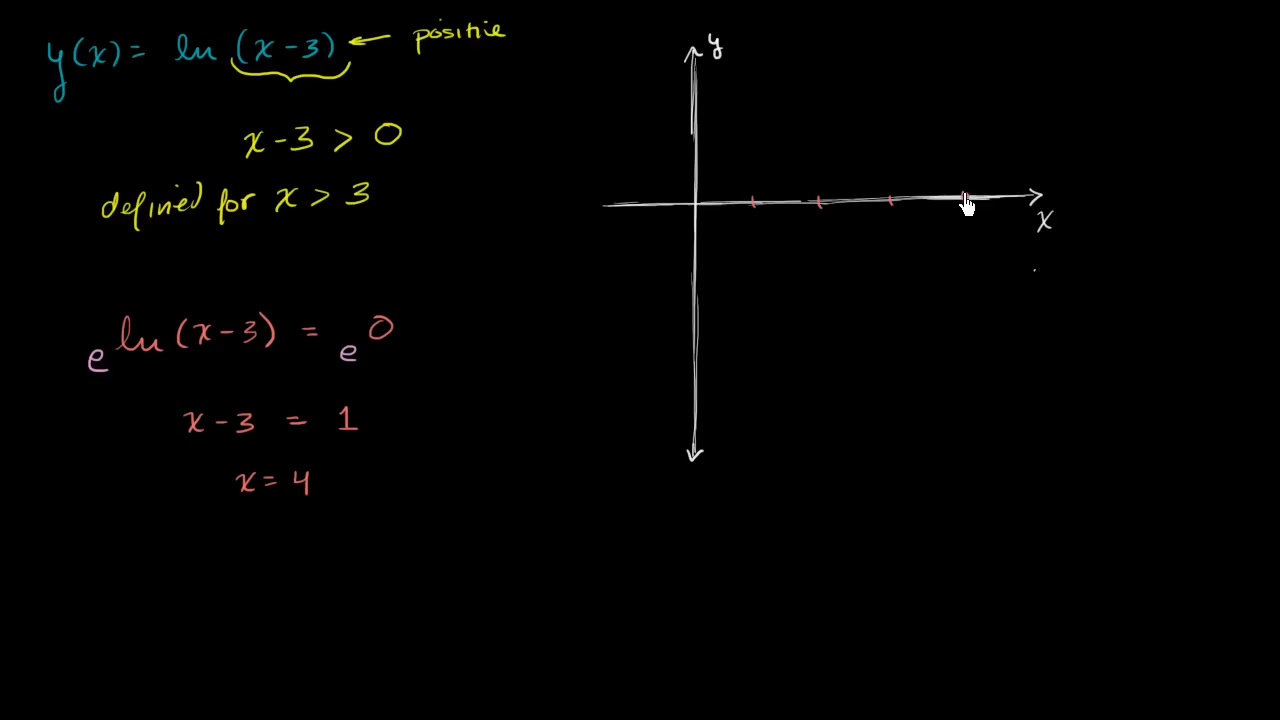 y(x) = ln (x-3) ← positive
x-3 > 0
defined for x > 3
e^ln (x-3) = e^0
x-3 = 1
x = 4
y
x